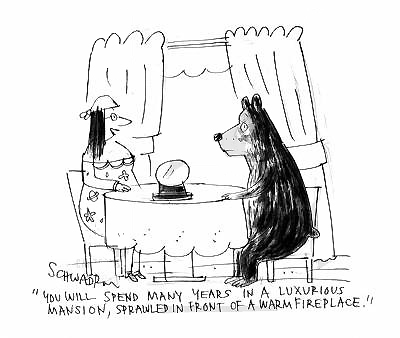 SCHWADRON
"YOU WILL SPEND MANY YEARS IN A LUXURIOUS
MANSION, SPRAWLED IN FRONT OF A WARM FIREPLACE."